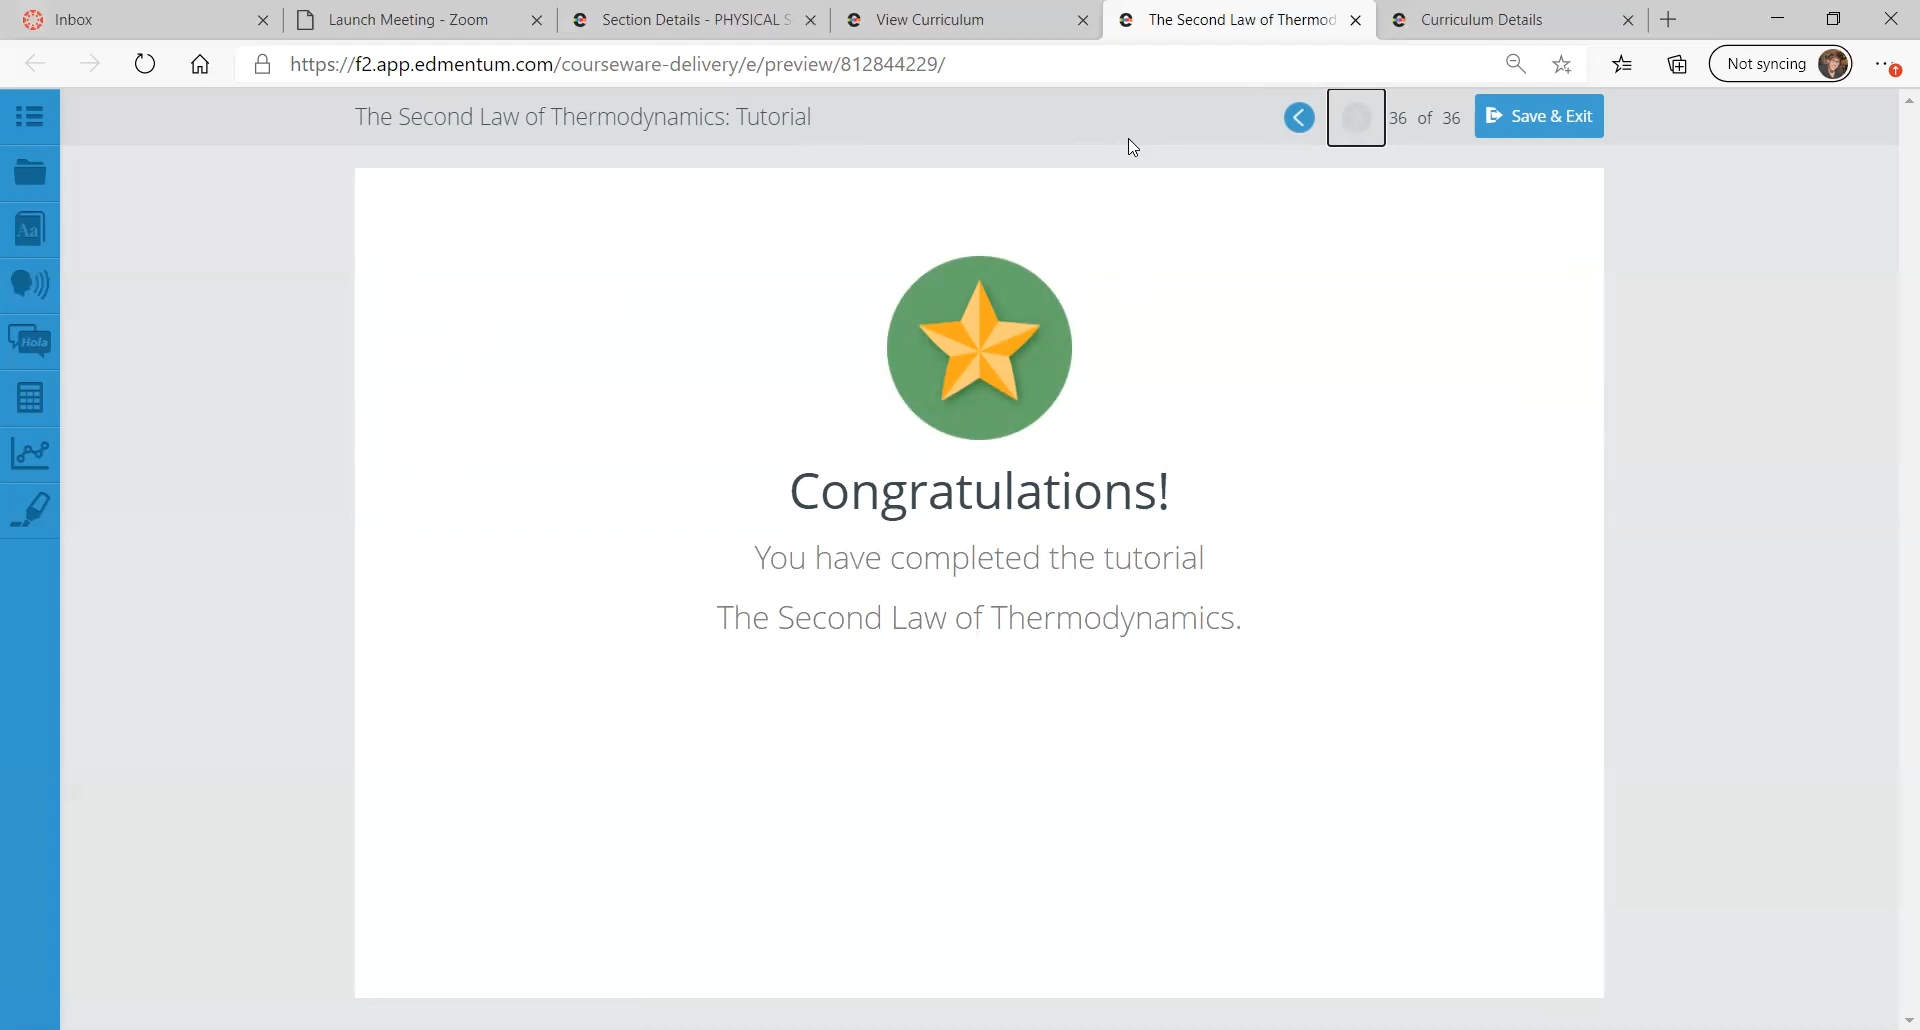 Inbox
Launch Meeting - Zoom
Section Details - PHYSICAL S
View Curriculum
The Second Law of Thermod
Curriculum Details
https://f2.app.edmentum.com/courseware-delivery/e/preview/812844229/
Not syncing
The Second Law of Thermodynamics: Tutorial
36 of 36
Save & Exit
Aa
Hola
Congratulations!
You have completed the tutorial
The Second Law of Thermodynamics.